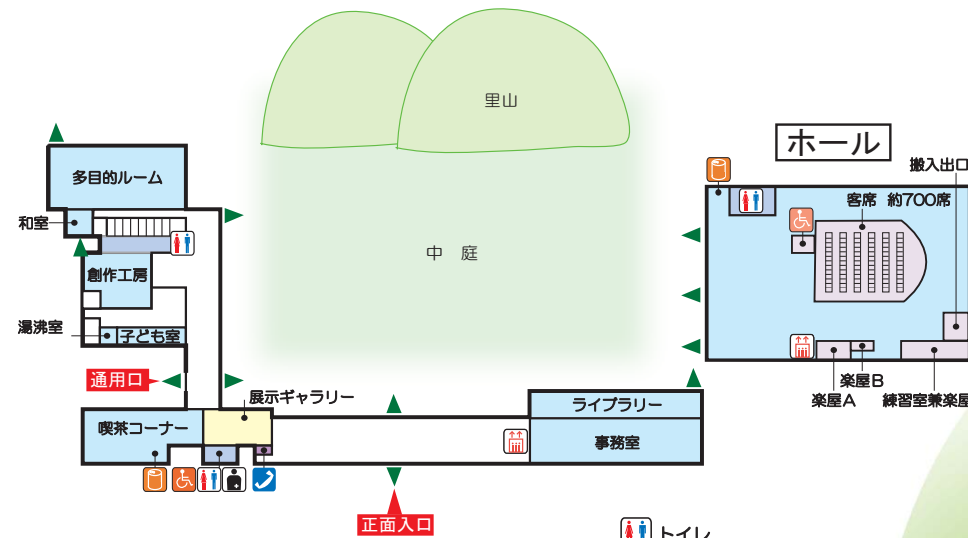 里山
ホール
搬入出口
多目的ルーム
客席 約700席
和室
中 庭
創作工房
湯沸室
子ども室
通用口
楽屋B
展示ギャラリー
楽屋A
練習室兼楽屋
ライブラリー
喫茶コーナー
事務室
正面入口
トイレ